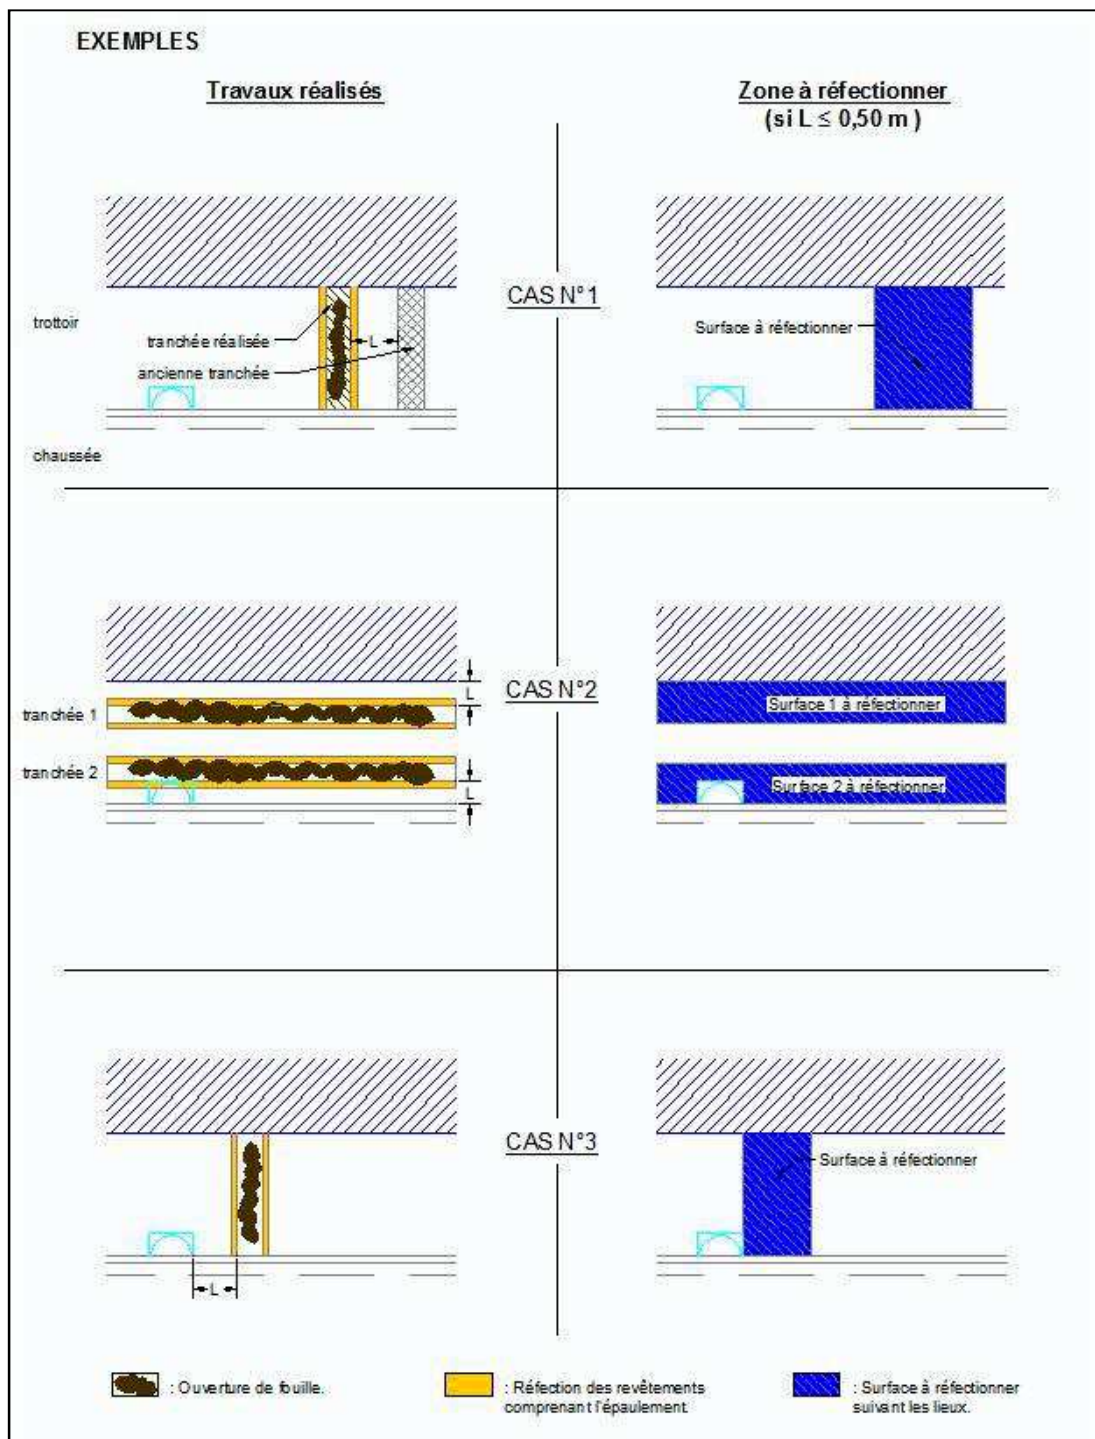 EXEMPLES
Travaux réalisés
Zone à réfectionner
(si L ≤ 0,50 m )
CAS N°1
trottoir
tranchée réalisée
L
ancienne tranchée
Surface à réfectionner
chaussée
CAS N°2
L
tranchée 1
Surface 1 à réfectionner
tranchée 2
L
Surface 2 à réfectionner
CAS N°3
Surface à réfectionner
L
: Ouverture de fouille.
: Réfection des revêtements
comprenant l'épaulement.
: Surface à réfectionner
suivant les lieux.